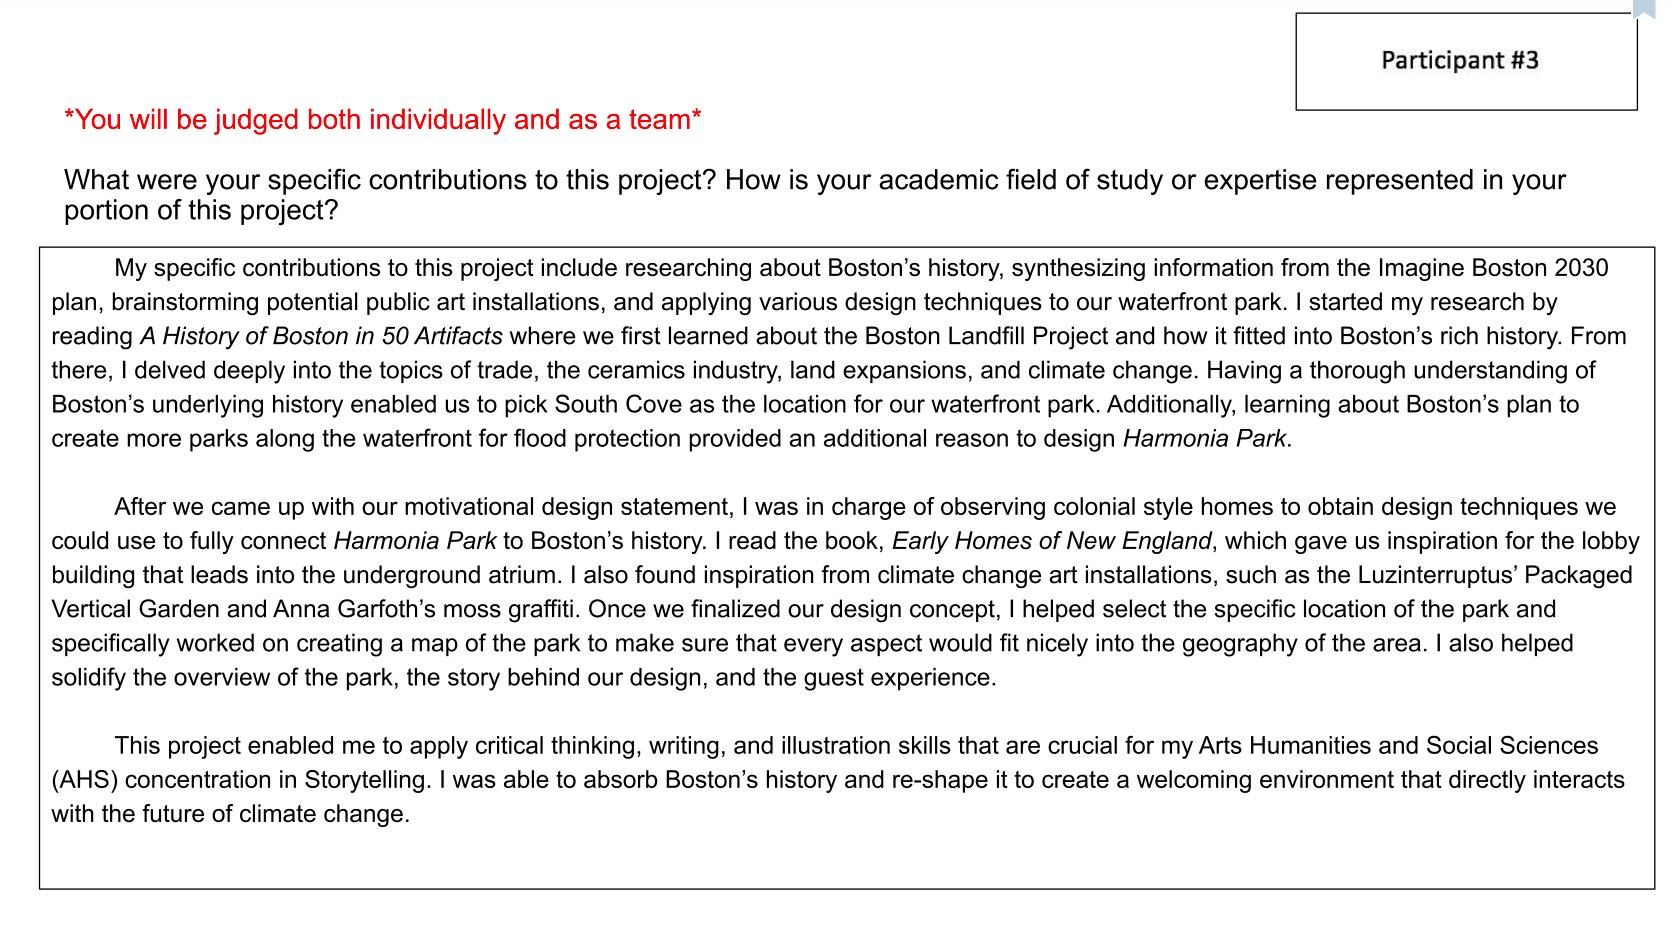 Participant #3
*You will be judged both individually and as a team*
What were your specific contributions to this project? How is your academic field of study or expertise represented in your
portion of this project?
My specific contributions to this project include researching about Boston’s history, synthesizing information from the Imagine Boston 2030
plan, brainstorming potential public art installations, and applying various design techniques to our waterfront park. I started my research by
reading A History of Boston in 50 Artifacts where we first learned about the Boston Landfill Project and how it fitted into Boston’s rich history. From
there, I delved deeply into the topics of trade, the ceramics industry, land expansions, and climate change. Having a thorough understanding of
Boston’s underlying history enabled us to pick South Cove as the location for our waterfront park. Additionally, learning about Boston’s plan to
create more parks along the waterfront for flood protection provided an additional reason to design Harmonia Park.
After we came up with our motivational design statement, I was in charge of observing colonial style homes to obtain design techniques we
could use to fully connect Harmonia Park to Boston’s history. I read the book, Early Homes of New England, which gave us inspiration for the lobby
building that leads into the underground atrium. I also found inspiration from climate change art installations, such as the Luzinterruptus’ Packaged
Vertical Garden and Anna Garfoth’s moss graffiti. Once we finalized our design concept, I helped select the specific location of the park and
specifically worked on creating a map of the park to make sure that every aspect would fit nicely into the geography of the area. I also helped
solidify the overview of the park, the story behind our design, and the guest experience.
This project enabled me to apply critical thinking, writing, and illustration skills that are crucial for my Arts Humanities and Social Sciences
(AHS) concentration in Storytelling. I was able to absorb Boston’s history and re-shape it to create a welcoming environment that directly interacts
with the future of climate change.